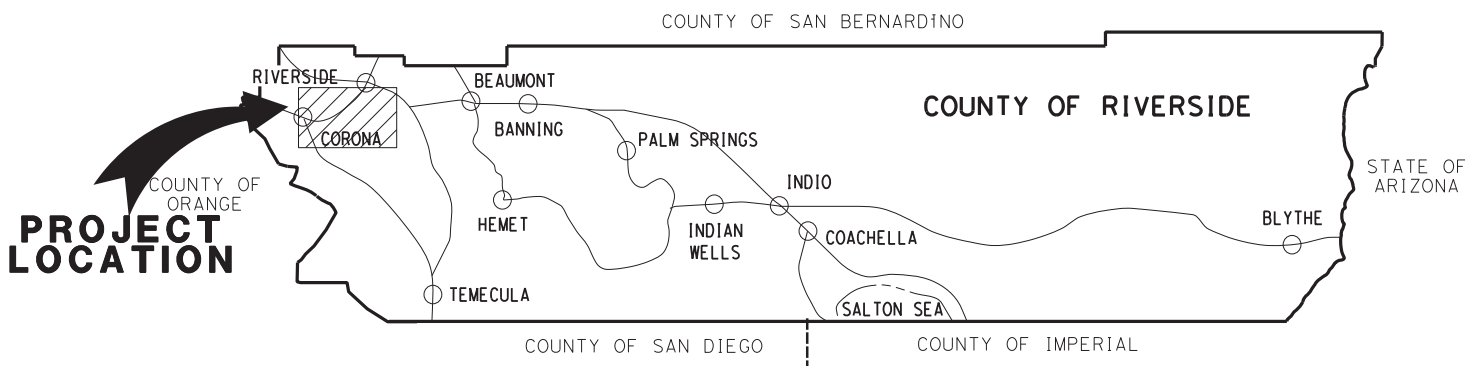 COUNTY OF SAN BERNARDINO
RIVERSIDE
BEAUMONT
BANNING
COUNTY OF RIVERSIDE
CORONA
PALM SPRINGS
STATE OF
ARIZONA
COUNTY OF
ORANGE
INDIO
PROJECT
LOCATION
HEMET
INDIAN
WELLS
COACHELLA
BLYTHE
TEMECULA
SALTON SEA
COUNTY OF SAN DIEGO
COUNTY OF IMPERIAL